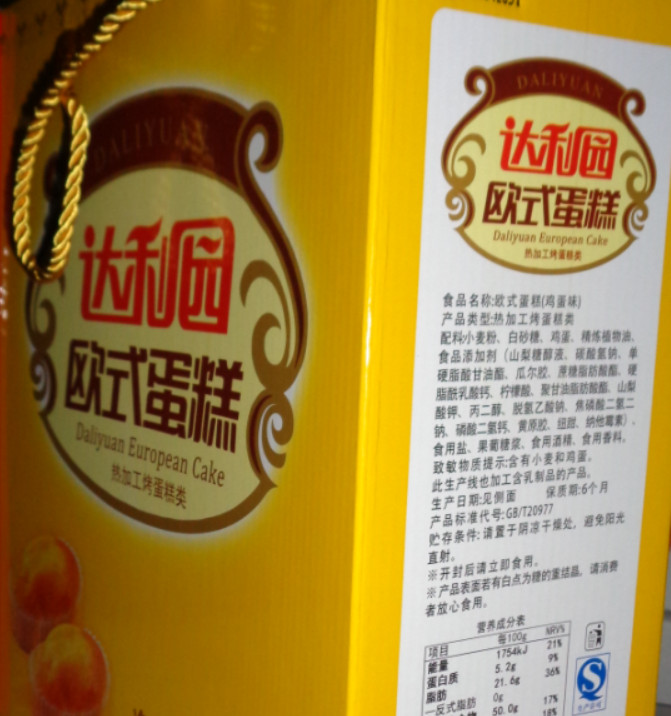 DALIYUAN
达利园
欧式蛋糕
Daliyuan European Cake
热加工烤蛋糕类
DALIYUAN
达利园
欧式蛋糕
Daliyuan European Cake
热加工烤蛋糕类
食品名称:欧式蛋糕(鸡蛋味)
产品类型:热加工烤蛋糕类
配料:小麦粉、白砂糖、鸡蛋、精炼植物油、
食品添加剂（山梨糖醇液、碳酸氢钠、单
硬脂酸甘油酯、瓜尔胶、蔗糖脂肪酸酯、硬
脂酰乳酸钙、柠檬酸、聚甘油脂肪酸酯、山梨
酸钾、丙二醇、脱氢乙酸钠、焦磷酸二氢二
钠、磷酸二氢钙、黄原胶、纽甜、纳他霉素）、
食用盐、果葡糖浆、食用酒精、食用香料。
致敏物质提示:含有小麦和鸡蛋。
此生产线也加工含乳制品的产品。
生产日期:见侧面 保质期:6个月
产品标准代号:GB/T20977
贮存条件:请置于阴凉干燥处，避免阳光
直射。
※开封后请立即食用。
※产品表面若有白点为糖的重结晶，请消费
者放心食用。
营养成分表
项目 每100g NRV%
能量 1754kJ 21%
蛋白质 5.2g 9%
脂肪 21.6g 36%
—反式脂肪 0g
50.0g 17%
18%